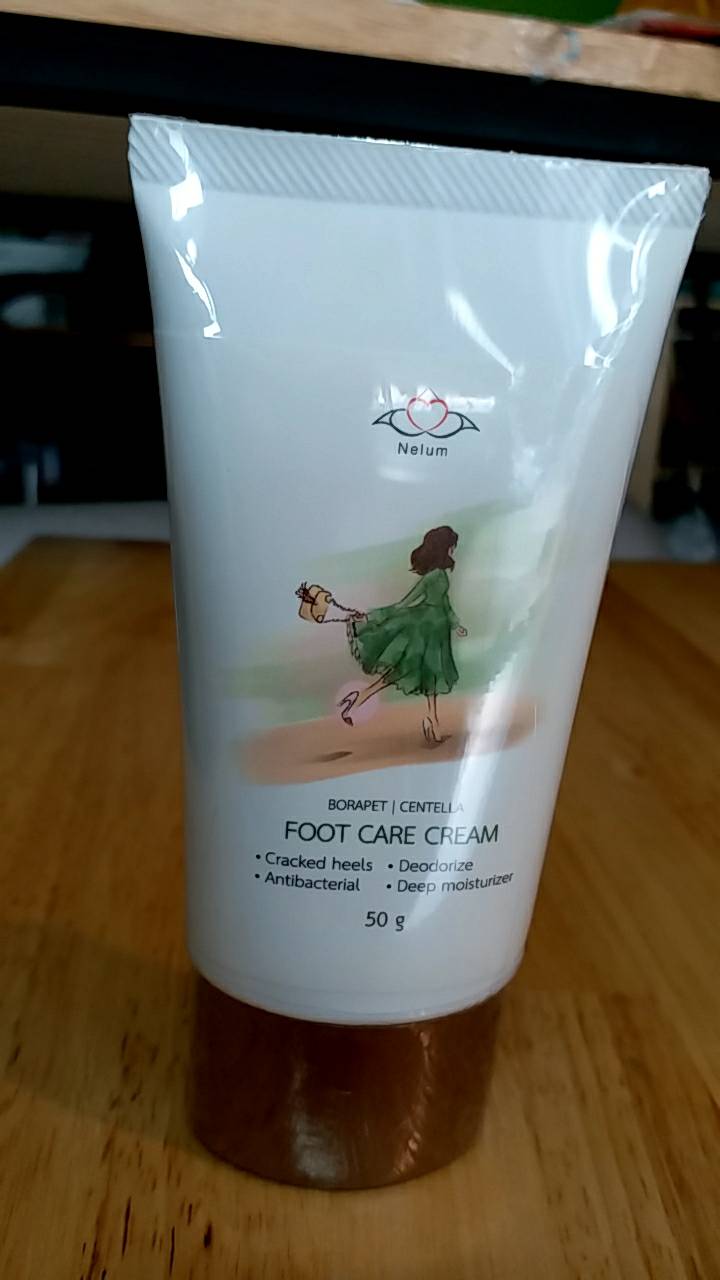 Nelum
BORAPET | CENTELLA
FOOT CARE CREAM
• Cracked heels • Deodorize
• Antibacterial • Deep moisturizer
50 g